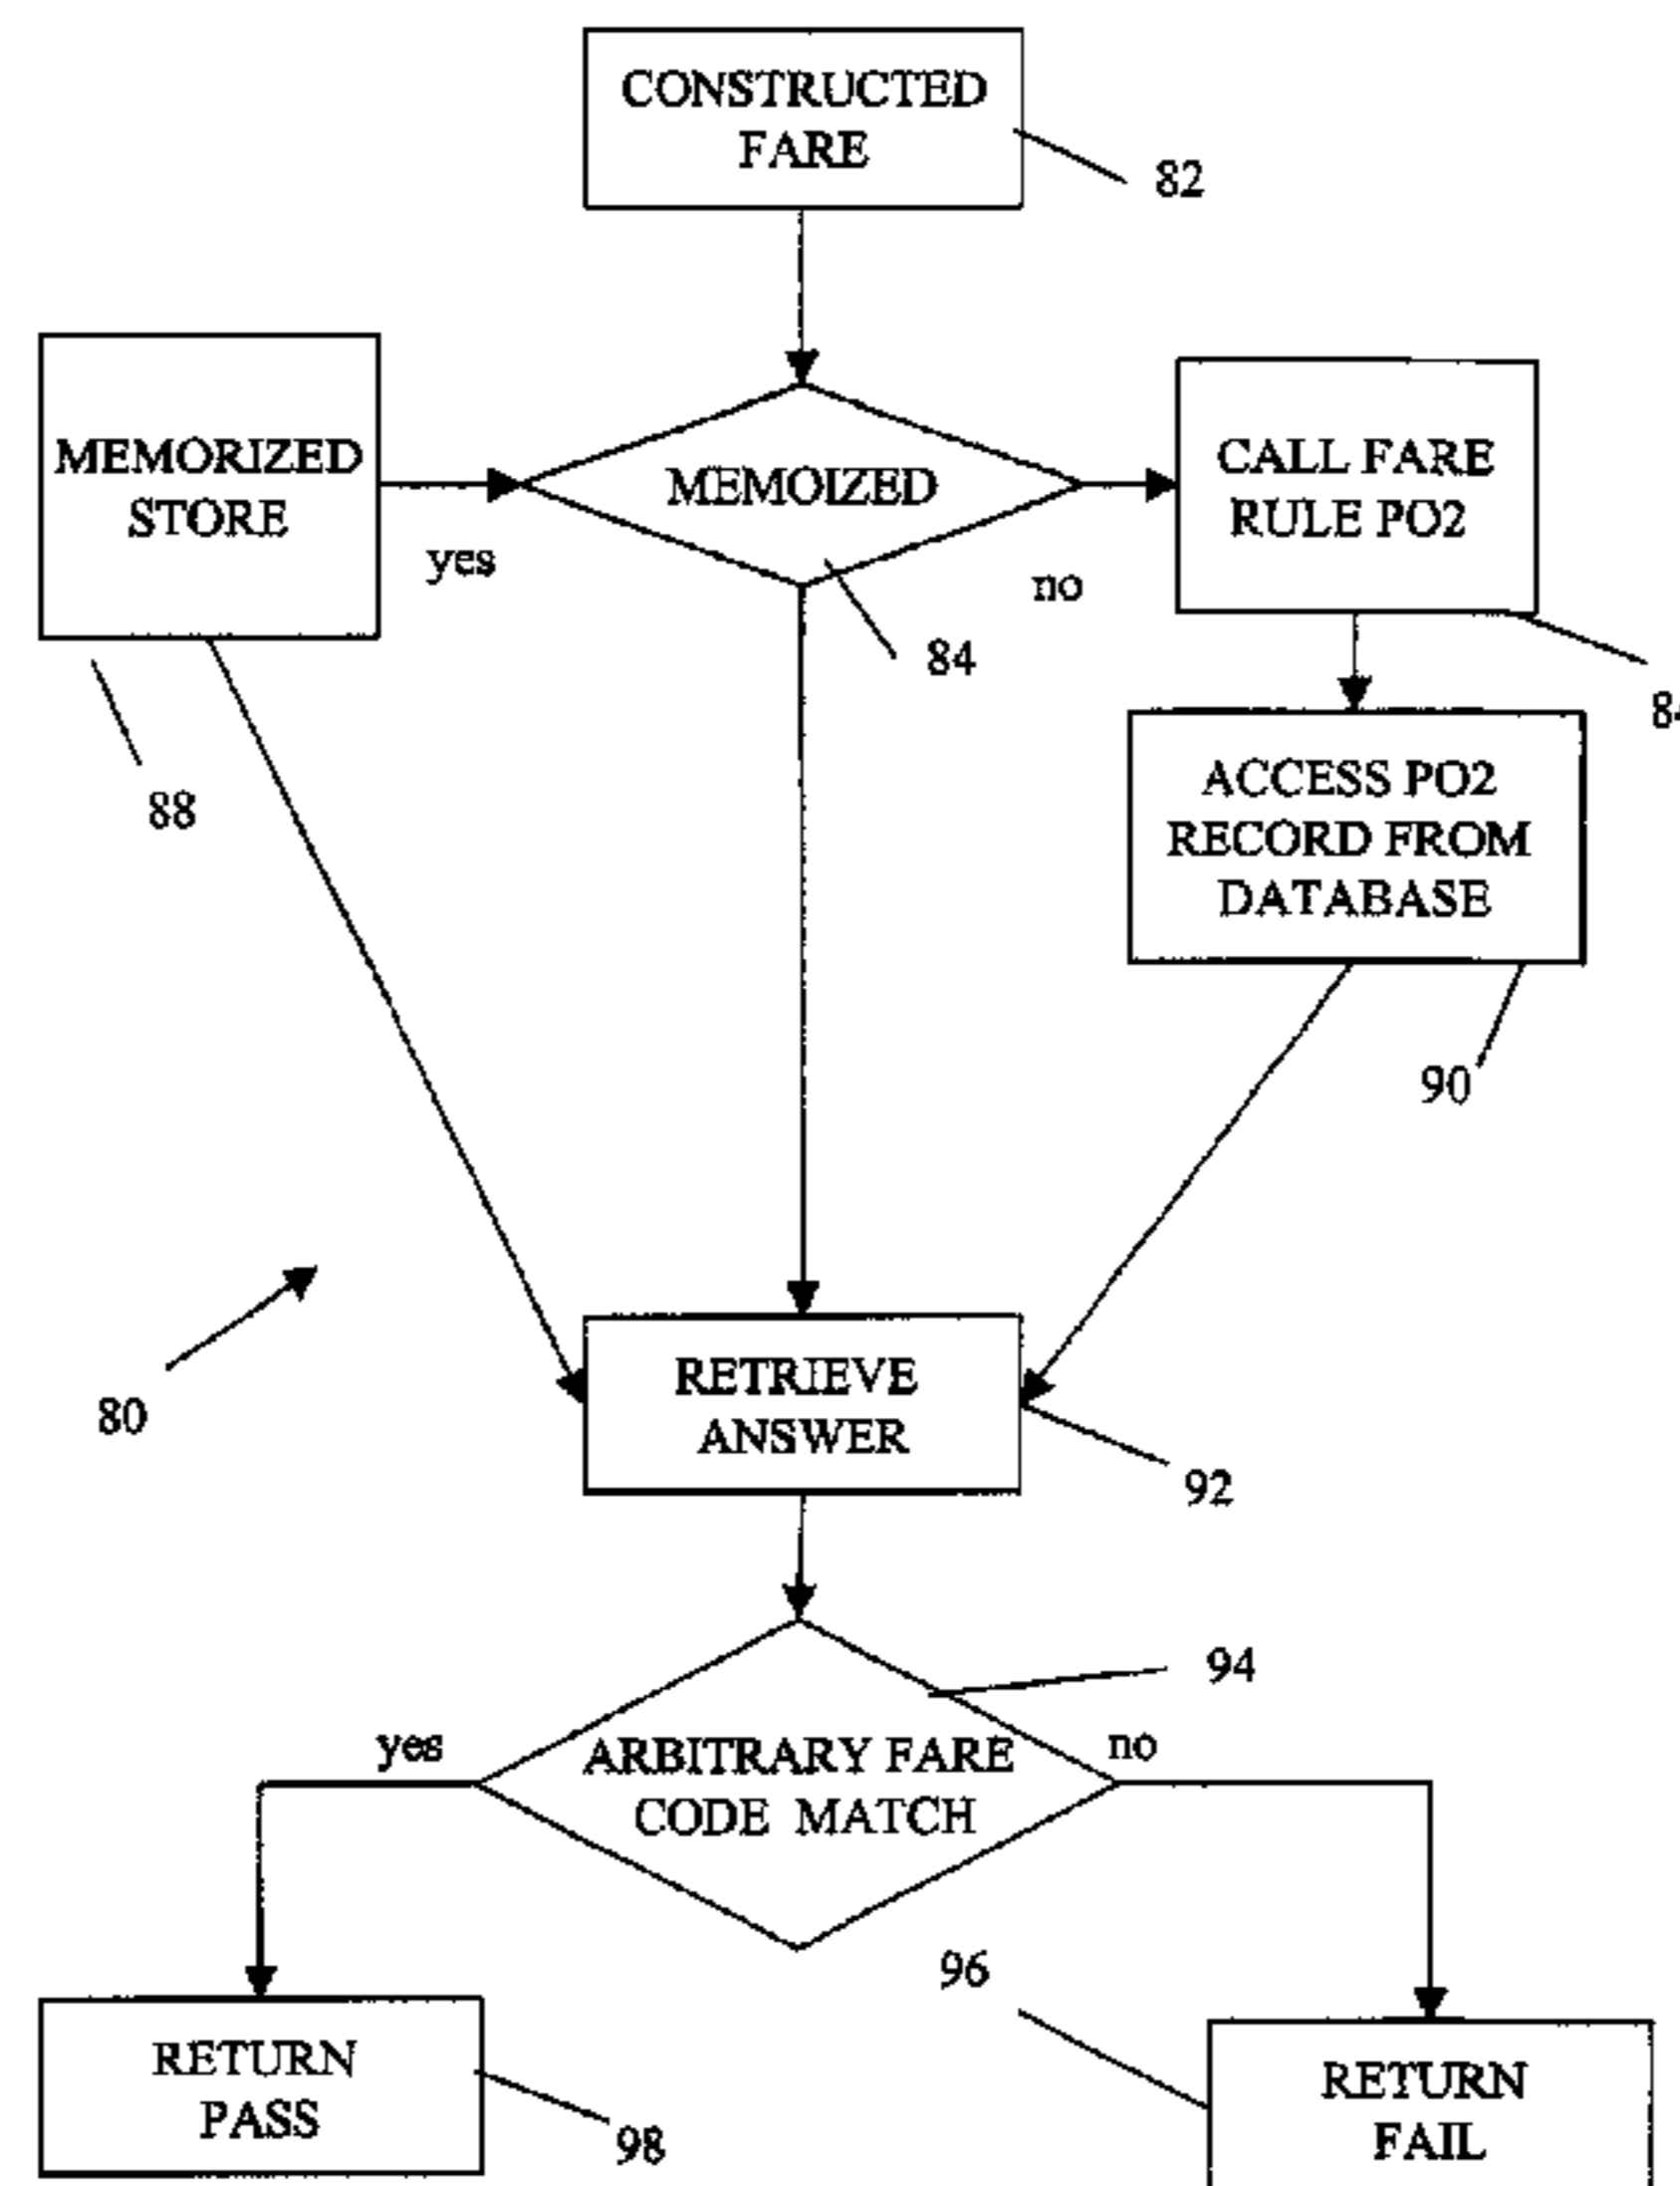 CONSTRUCTED
FARE
82
MEMORIZED
STORE
yes
MEMOIZED
no
CALL FARE
RULE PO2
84
88
ACCESS PO2
RECORD FROM
DATABASE
90
80
RETRIEVE
ANSWER
92
94
yes
ARBITRARY FARE
CODE MATCH
no
96
RETURN
PASS
98
RETURN
FAIL